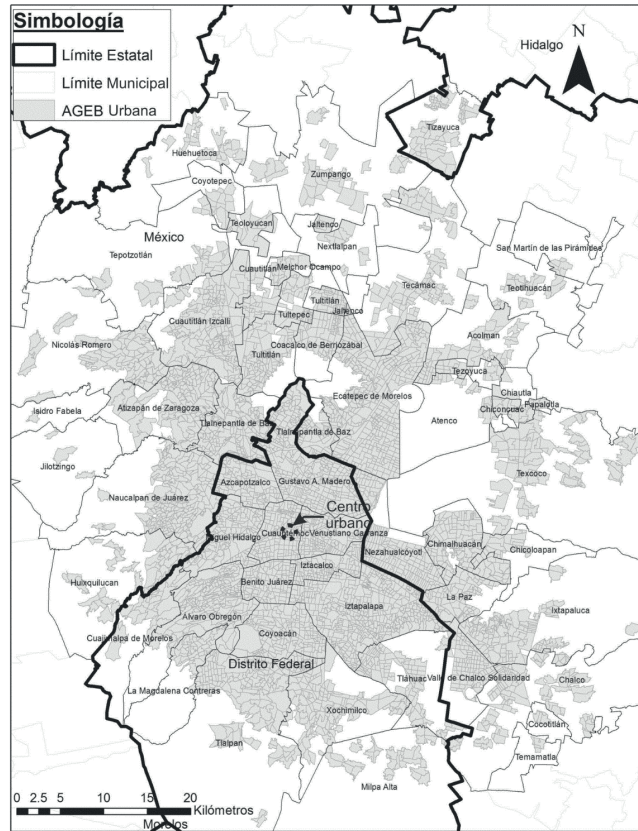 Simbología
Límite Estatal
Límite Municipal
AGEB Urbana
Hidalgo
N
Tizayuca
Huehuetoca
Zumpango
Coyotepec
Teoloyucan
Jaltenco
México
Nextlalpan
San Martín de las Pirámides
Tepotzotlán
Cuautitlán
Melchor Ocampo
Teotihuacán
Tecámac
Tultitlán
Jaltenco
Tultepec
Cuautitlán Izcalli
Acolman
Nicolás Romero
Coacalco de Berriozábal
Tultitlán
Tezoyuca
Chiautla
Ecatepec de Morelos
Chiconcuac
Papalotla
Isidro Fabela
Atizapán de Zaragoza
Atenco
Tlalnepantla de Baz
Tlalnepantla de Baz
Jilotzingo
Texcoco
Azcapotzalco
Gustavo A. Madero
Naucalpan de Juárez
Centro
urbano
Miguel Hidalgo
Cuauhtémoc
Venustiano Carranza
Chimalhuacán
Nezahualcóyotl
Chicoloapan
Iztacalco
Huixquilucan
Benito Juárez
La Paz
Iztapalapa
Ixtapaluca
Alvaro Obregón
Cuajimalpa de Morelos
Coyoacán
Distrito Federal
Tláhuac
Valle de Chalco Solidaridad
Chalco
La Magdalena Contreras
Xochimilco
Cocotitlán
Tlalpan
Temamatla
Milpa Alta
0 2.5 5 10 15 20
Kilómetros
Morelos